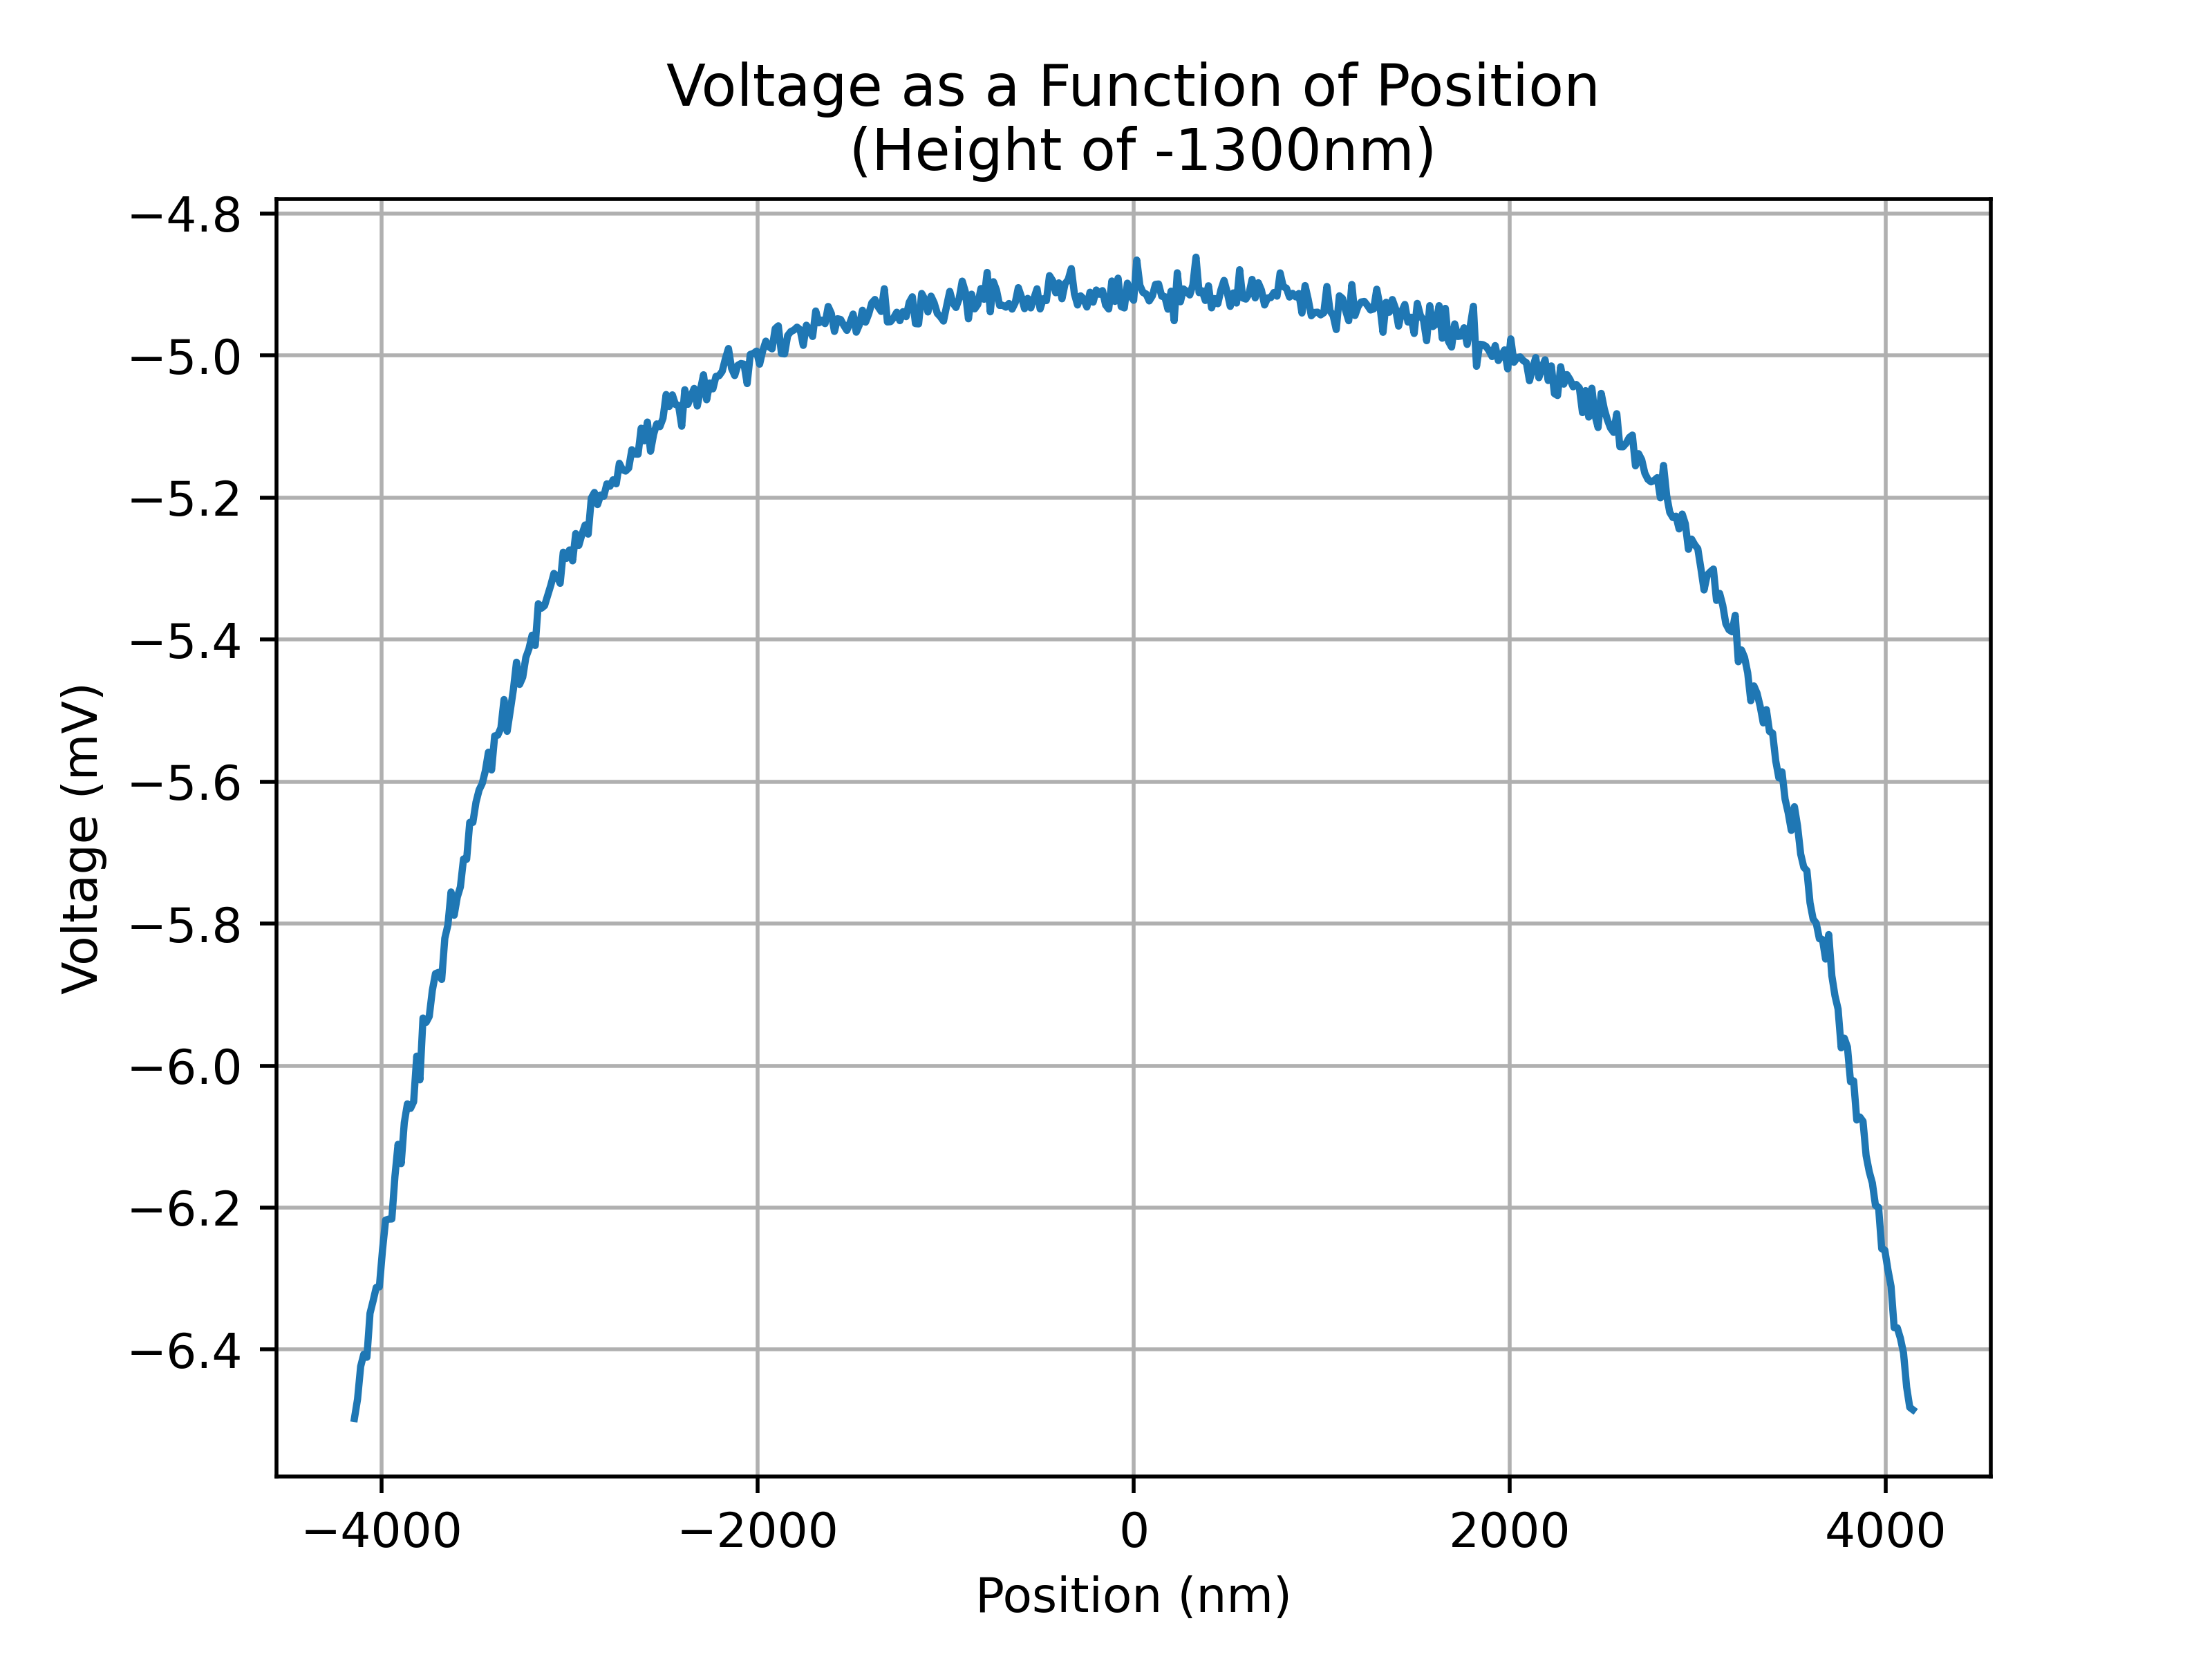 Voltage as a Function of Position
(Height of -1300nm)
−4.8
−5.0
−5.2
−5.4
−5.6
−5.8
−6.0
−6.2
−6.4
Voltage (mV)
−4000 −2000 0 2000 4000
Position (nm)